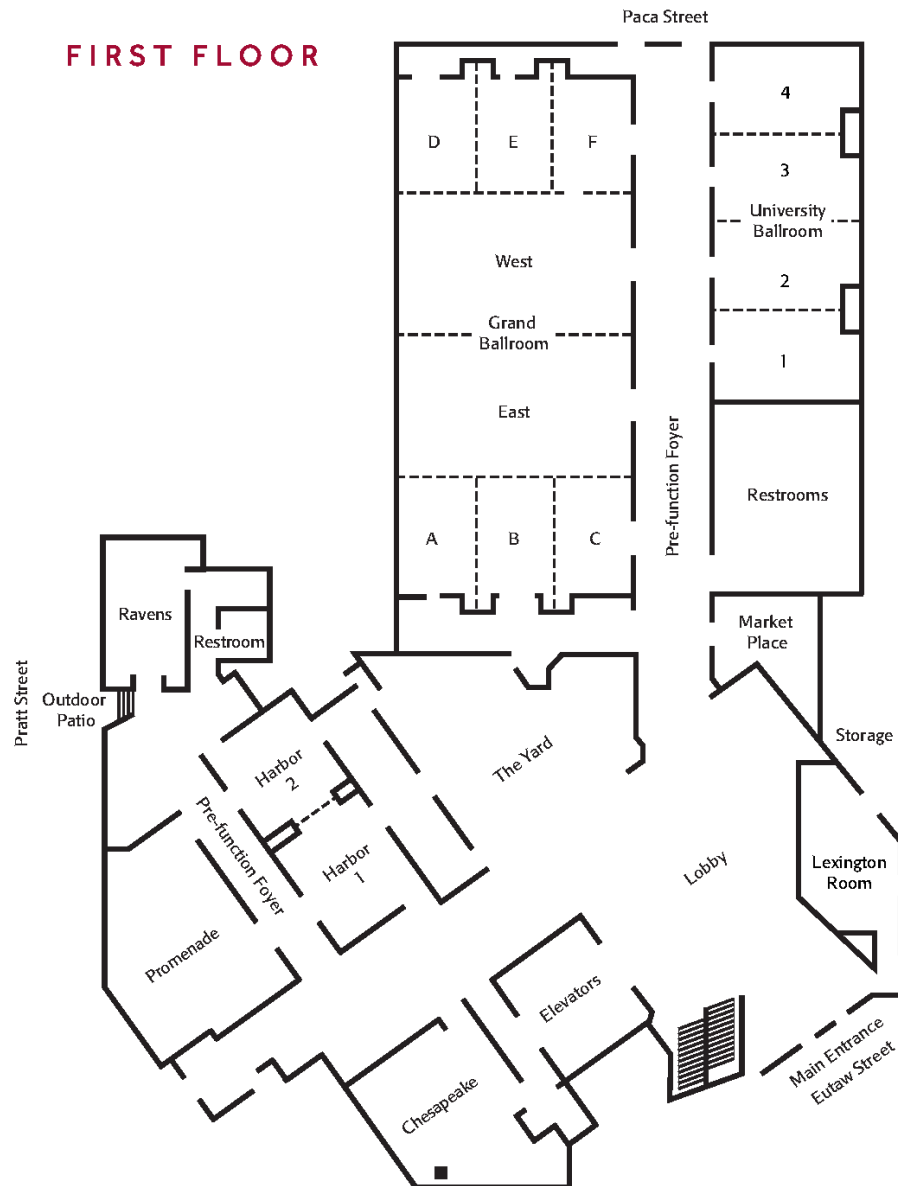 Paca Street
FIRST FLOOR
4
D
E
F
3
University
Ballroom
West
2
Grand
Ballroom
1
East
Pre-function Foyer
Restrooms
A
B
C
Ravens
Restroom
Market
Place
Pratt Street
Outdoor
Patio
Storage
The Yard
Harbor
2
Pre-function Foyer
Harbor
1
Lobby
Lexington
Room
Promenade
Elevators
Main Entrance
Eutaw Street
Chesapeake